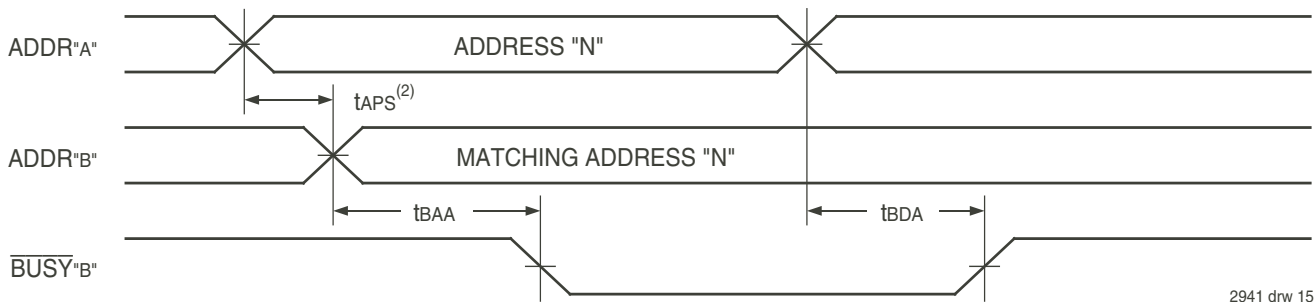 ADDR"A"
ADDRESS "N"
tAPS(2)
ADDR"B"
MATCHING ADDRESS "N"
tBAA
tBDA
BUSY"B"
2941 drw 15